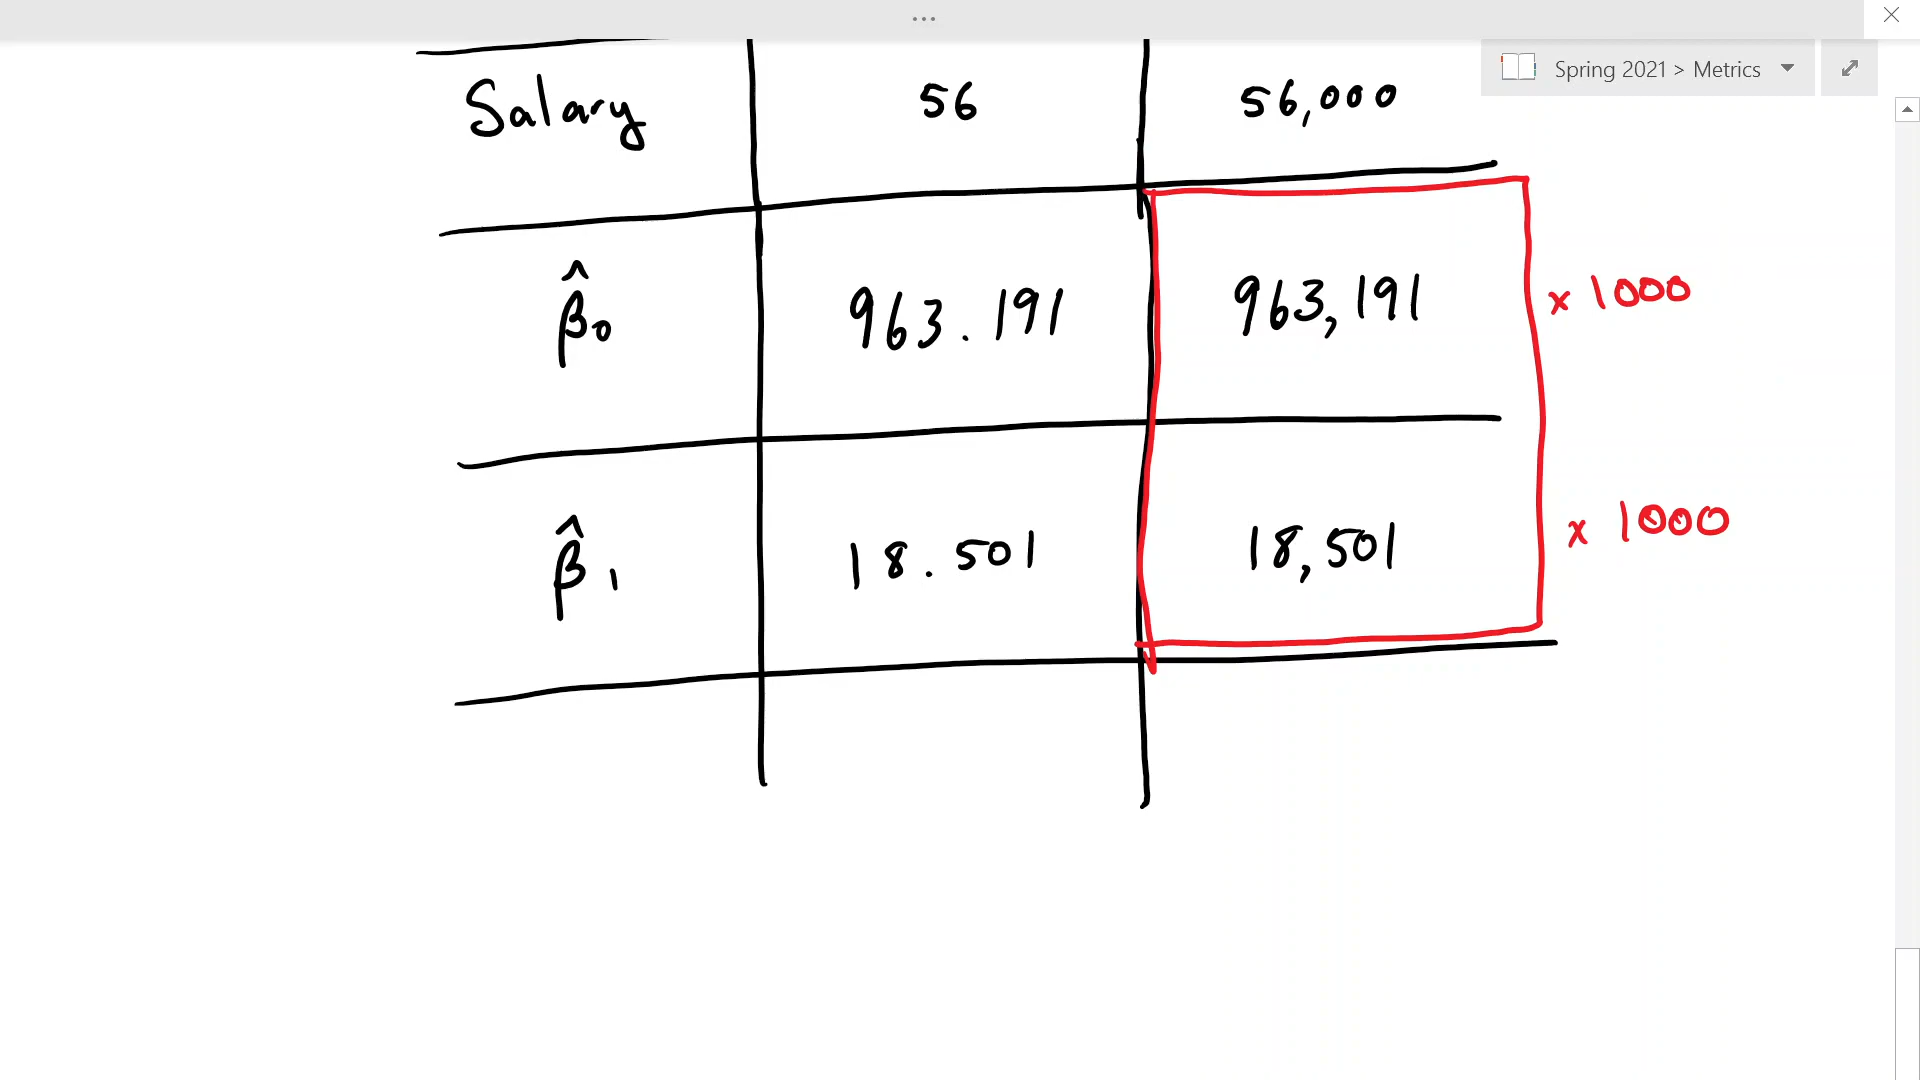 Spring 2021 > Metrics
Salary 56 56,000
β̂₀ 963.191 963,191 x 1000
β̂₁ 18.501 18,501 x 1000